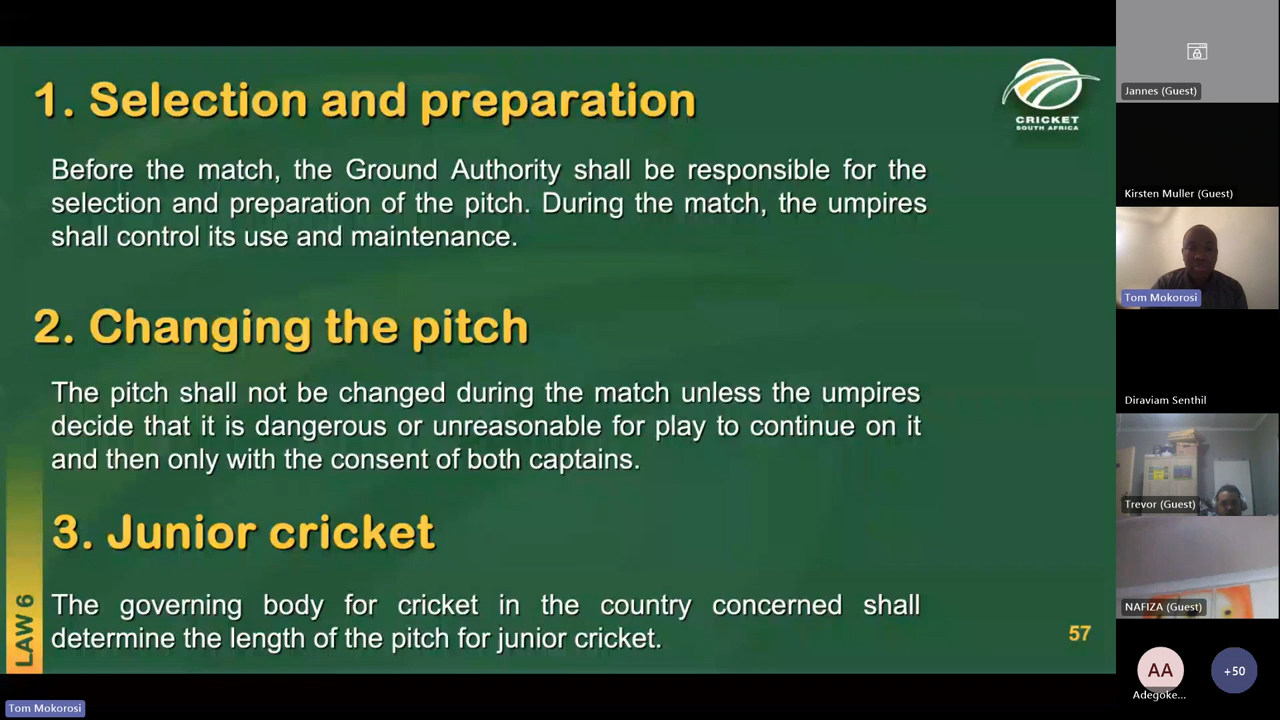 1. Selection and preparation
CRICKET
SOUTH AFRICA
Before the match, the Ground Authority shall be responsible for the
selection and preparation of the pitch. During the match, the umpires
shall control its use and maintenance.
2. Changing the pitch
The pitch shall not be changed during the match unless the umpires
decide that it is dangerous or unreasonable for play to continue on it
and then only with the consent of both captains.
3. Junior cricket
The governing body for cricket in the country concerned shall
determine the length of the pitch for junior cricket.
LAW 6
57
Tom Mokorosi
Jannes (Guest)
Kirsten Muller (Guest)
Tom Mokorosi
Diraviam Senthil
Trevor (Guest)
NAFIZA (Guest)
AA
Adegoke...
+50